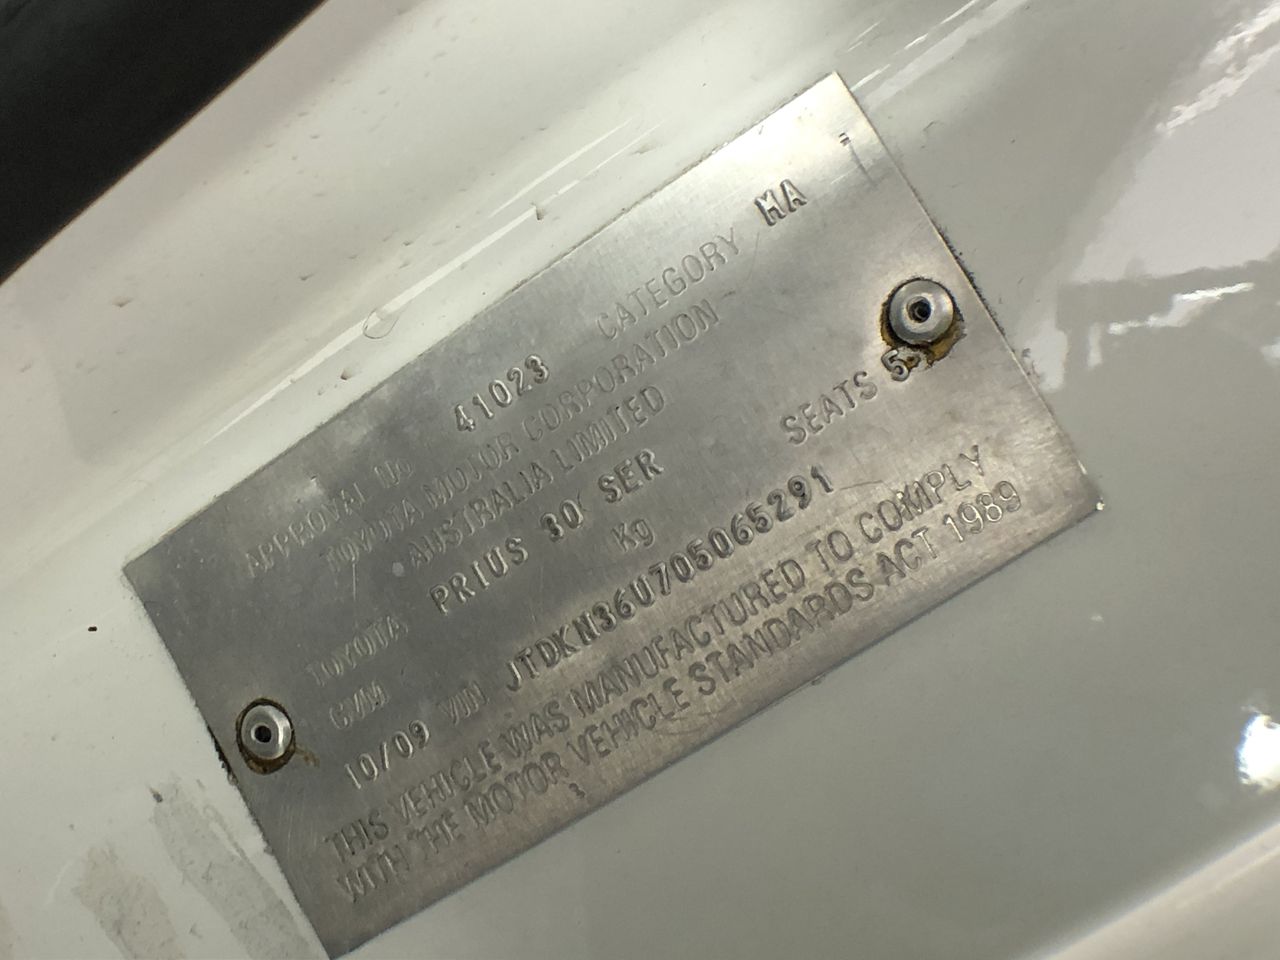 APPROVAL No 41023 CATEGORY MA
TOYOTA MOTOR CORPORATION
AUSTRALIA LIMITED
TOYOTA PRIUS 30 SER SEATS 5
GVM Kg
10/09 VIN JTDKN36U705065291
THIS VEHICLE WAS MANUFACTURED TO COMPLY
WITH THE MOTOR VEHICLE STANDARDS ACT 1989